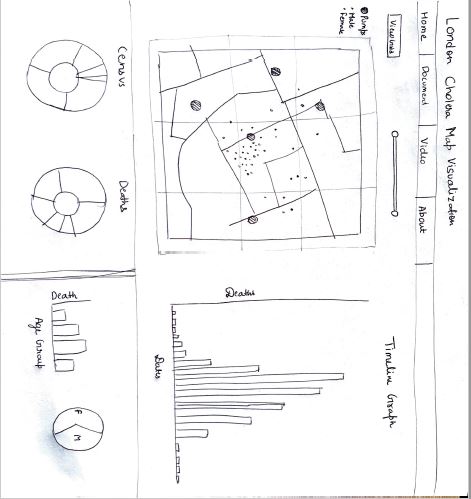 London Cholera Map Visualization
Home Document Video About
Timeline Graph
Pumps
Male
Female
Deaths
Dates
Census Deaths
Death
F M
Age Group